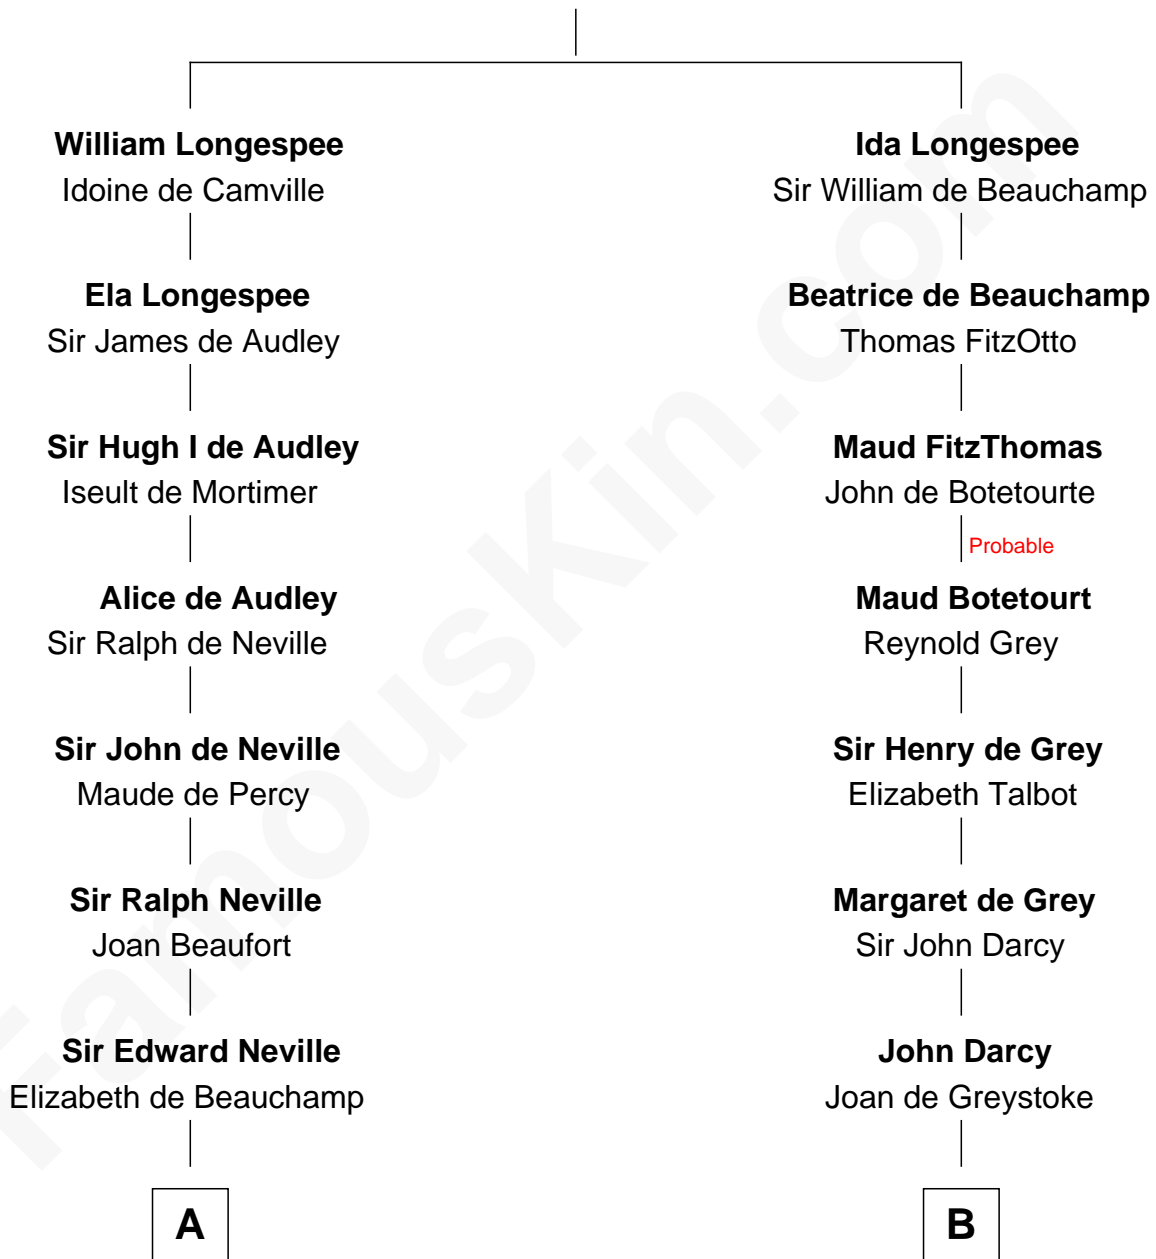 William Longespee
Idoine de Camville
Ida Longespee
Sir William de Beauchamp
Ela Longespee
Sir James de Audley
Beatrice de Beauchamp
Thomas FitzOtto
Sir Hugh I de Audley
Iseult de Mortimer
Maud FitzThomas
John de Botetourte
Probable
Alice de Audley
Sir Ralph de Neville
Maud Botetourt
Reynold Grey
Sir John de Neville
Maude de Percy
Sir Henry de Grey
Elizabeth Talbot
Sir Ralph Neville
Joan Beaufort
Margaret de Grey
Sir John Darcy
Sir Edward Neville
Elizabeth de Beauchamp
John Darcy
Joan de Greystoke
A
B
FamousKin.com